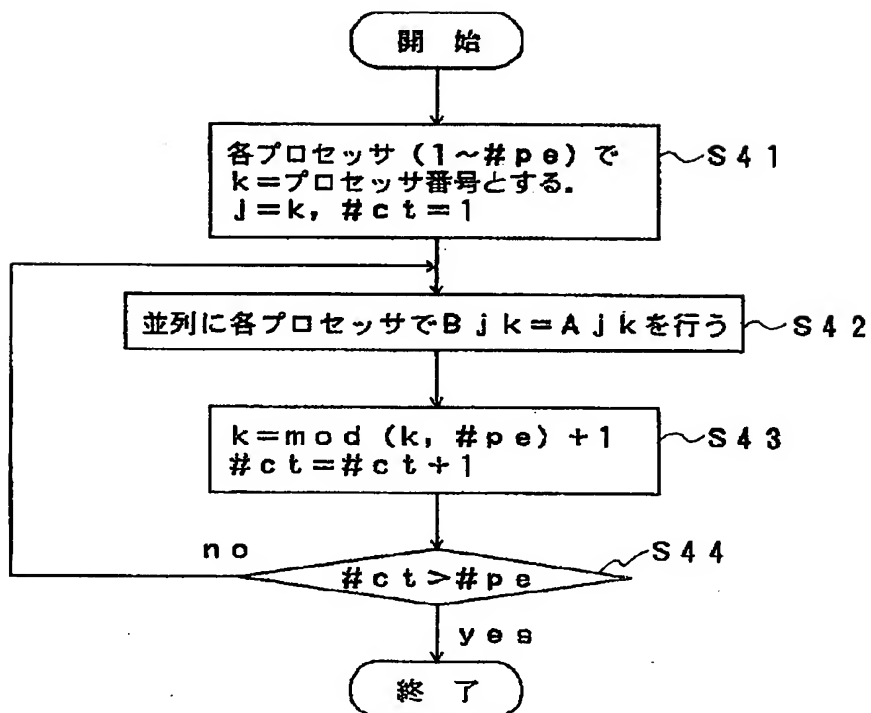 開 始
各プロセッサ (1~#pe) で
k=プロセッサ番号とする.
j=k, #ct=1
S41
並列に各プロセッサでBjk=Ajkを行う
S42
k=mod (k, #pe) +1
#ct=#ct+1
S43
no
S44
#ct>#pe
yes
終 了